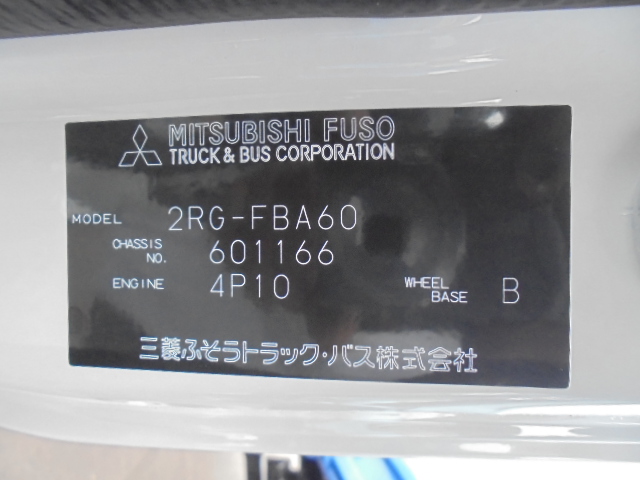 MITSUBISHI FUSO
TRUCK & BUS CORPORATION
MODEL 2RG-FBA60
CHASSIS NO. 601166
ENGINE 4P10 WHEEL BASE B
三菱ふそうトラック・バス株式会社